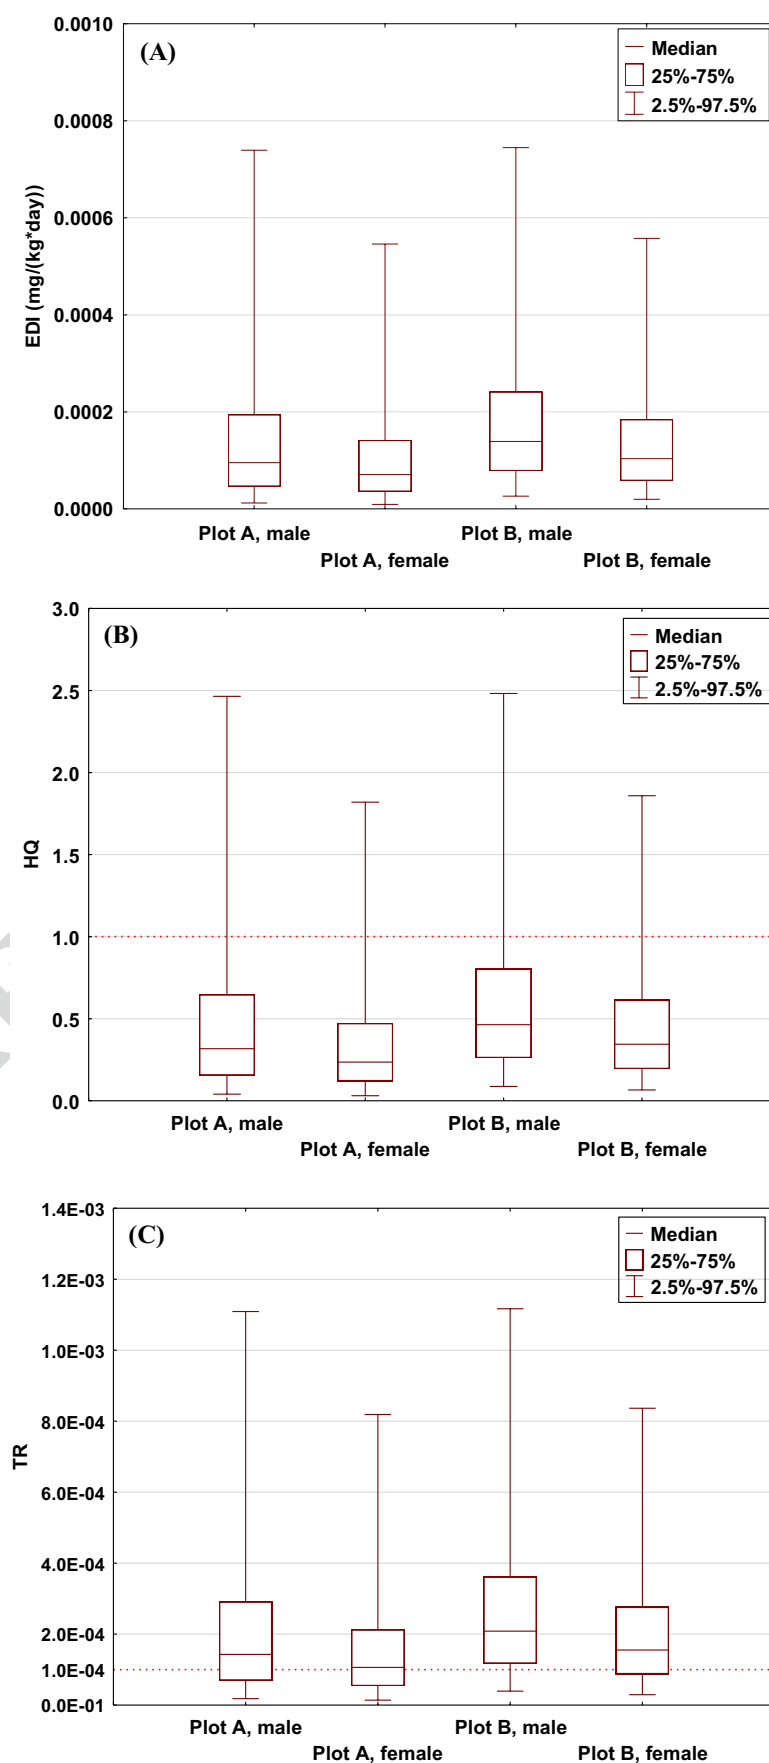 0.0010
(A)
Median
25%-75%
2.5%-97.5%
0.0008
0.0006
0.0004
0.0002
0.0000
EDI (mg/(kg*day))
Plot A, male
Plot B, male
Plot A, female
Plot B, female
3.0
(B)
Median
25%-75%
2.5%-97.5%
2.5
2.0
1.5
1.0
0.5
0.0
HQ
Plot A, male
Plot B, male
Plot A, female
Plot B, female
1.4E-03
(C)
Median
25%-75%
2.5%-97.5%
1.2E-03
1.0E-03
8.0E-04
6.0E-04
4.0E-04
2.0E-04
1.0E-04
0.0E-01
TR
Plot A, male
Plot B, male
Plot A, female
Plot B, female